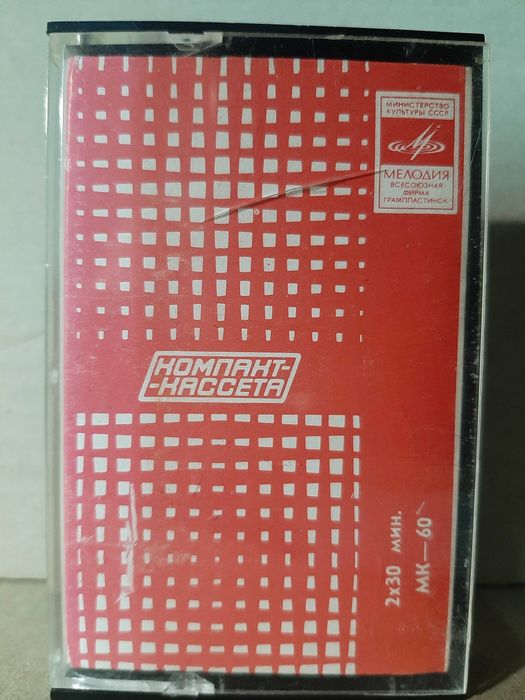 МИНИСТЕРСТВО
КУЛЬТУРЫ СССР
МЕЛОДИЯ
ВСЕСОЮЗНАЯ
ФИРМА
ГРАМПЛАСТИНОК
КОМПАКТ-
-КАССЕТА
2х30 мин.
МК—60